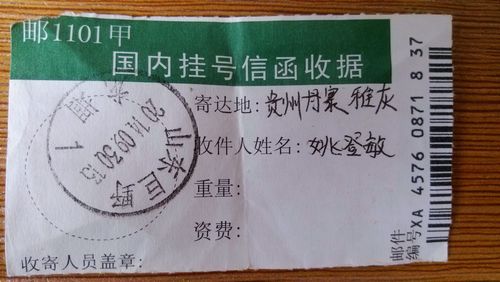 邮1101甲
国内挂号信函收据
寄达地:贵州丹寨 雅灰
收件人姓名:姚登敏
重量:
资费:
收寄人员盖章:
山东巨野
2014.09.30.15
1
邮件
编号XA 4576 0871 8 37